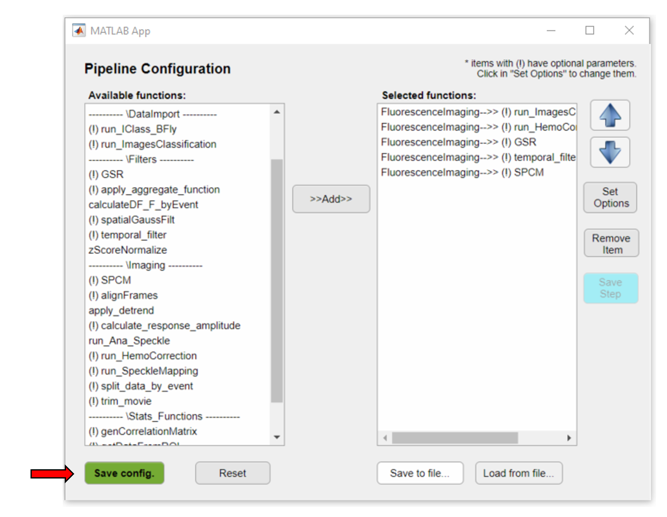 MATLAB App
Pipeline Configuration
* items with (!) have optional parameters.
Click in "Set Options" to change them.
Available functions:
---------- \DataImport ----------
(!) run_IClass_BFly
(!) run_ImagesClassification
---------- \Filters ----------
(!) GSR
(!) apply_aggregate_function
calculateDF_F_byEvent
(!) spatialGaussFilt
(!) temporal_filter
zScoreNormalize
---------- \Imaging ----------
(!) SPCM
(!) alignFrames
apply_detrend
(!) calculate_response_amplitude
run_Ana_Speckle
(!) run_HemoCorrection
(!) run_SpeckleMapping
(!) split_data_by_event
(!) trim_movie
---------- \Stats_Functions ----------
(!) genCorrelationMatrix
>>Add>>
Selected functions:
FluorescenceImaging-->> (!) run_ImagesC
FluorescenceImaging-->> (!) run_HemoCo
FluorescenceImaging-->> (!) GSR
FluorescenceImaging-->> (!) temporal_filte
FluorescenceImaging-->> (!) SPCM
Set
Options
Remove
Item
Save
Step
Save config.
Reset
Save to file...
Load from file...